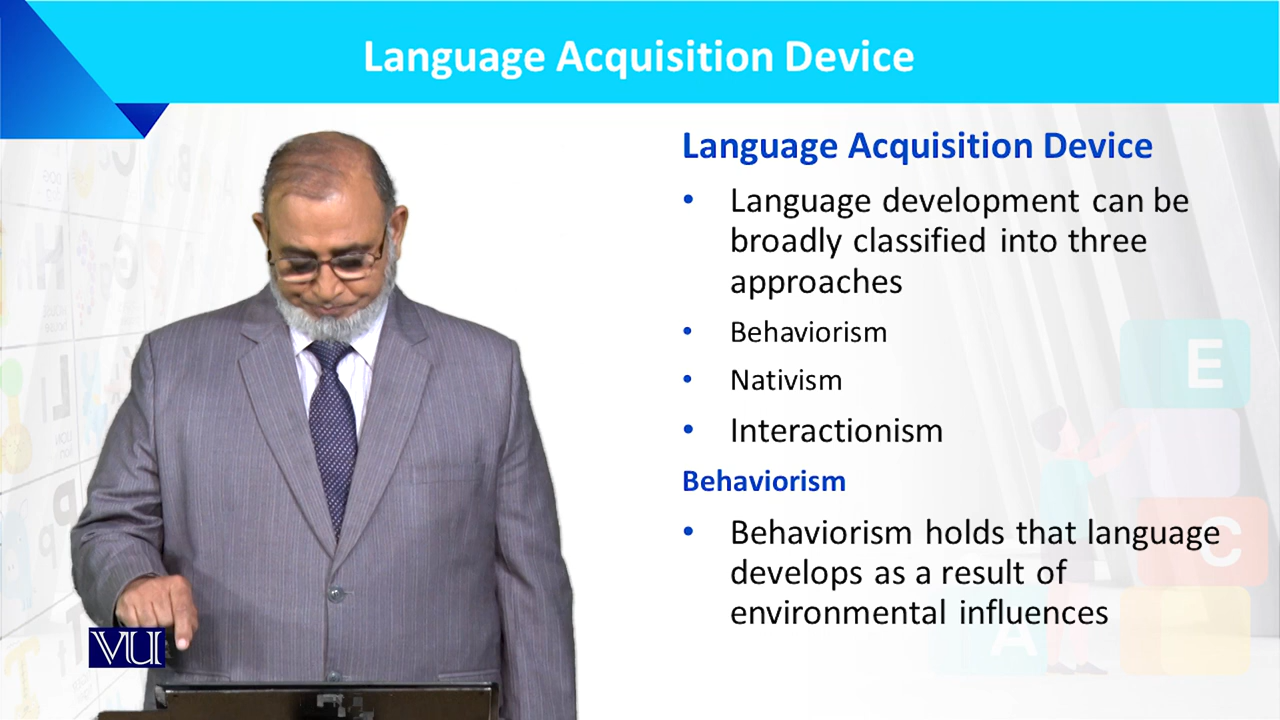 Language Acquisition Device
Language Acquisition Device
• Language development can be
broadly classified into three
approaches
• Behaviorism
• Nativism
• Interactionism
Behaviorism
• Behaviorism holds that language
develops as a result of
environmental influences
E
C
A
VU